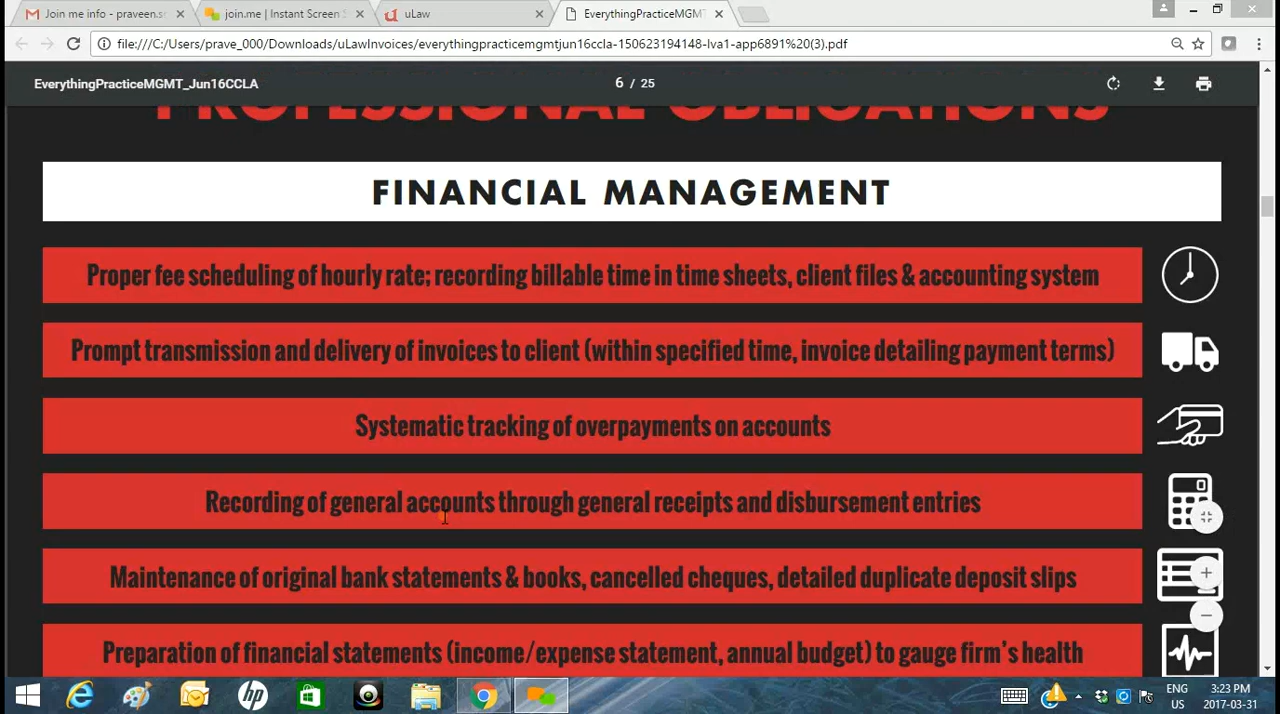 Join me info - praveen.s
join.me | Instant Screen S
uLaw
EverythingPracticeMGMT
file:///C:/Users/prave_000/Downloads/uLawInvoices/everythingpracticemgmtjun16ccla-150623194148-lva1-app6891%20(3).pdf
EverythingPracticeMGMT_Jun16CCLA
6 / 25
PROFESSIONAL OBLIGATIONS
FINANCIAL MANAGEMENT
Proper fee scheduling of hourly rate; recording billable time in time sheets, client files & accounting system
Prompt transmission and delivery of invoices to client (within specified time, invoice detailing payment terms)
Systematic tracking of overpayments on accounts
Recording of general accounts through general receipts and disbursement entries
Maintenance of original bank statements & books, cancelled cheques, detailed duplicate deposit slips
Preparation of financial statements (income/expense statement, annual budget) to gauge firm's health
ENG
US
3:23 PM
2017-03-31